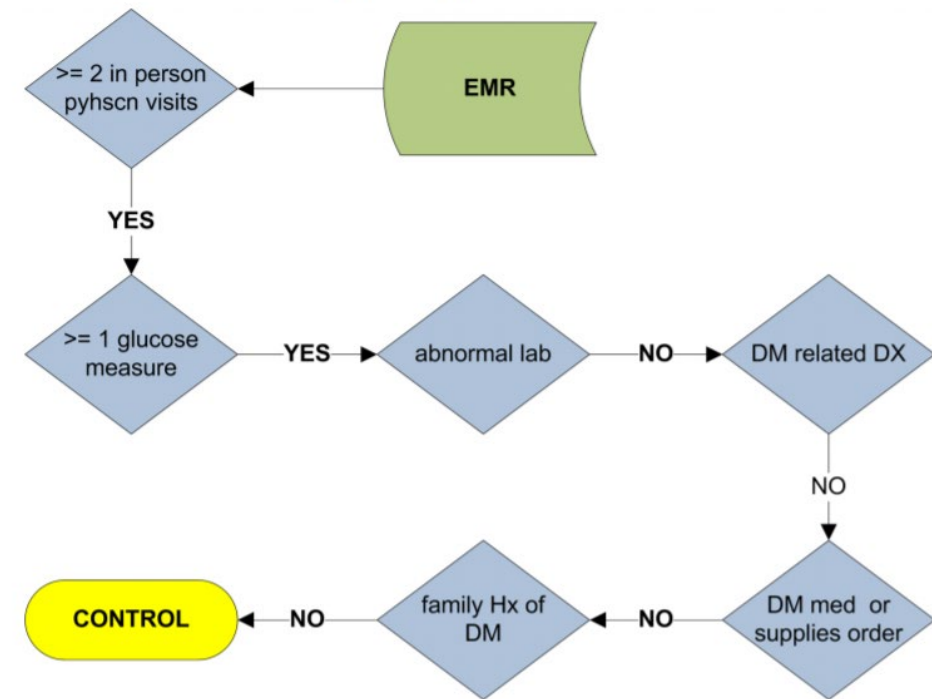 >= 2 in person
pyhscn visits
EMR
YES
>= 1 glucose
measure
YES
abnormal lab
NO
DM related DX
NO
DM med or
supplies order
NO
family Hx of
DM
NO
CONTROL